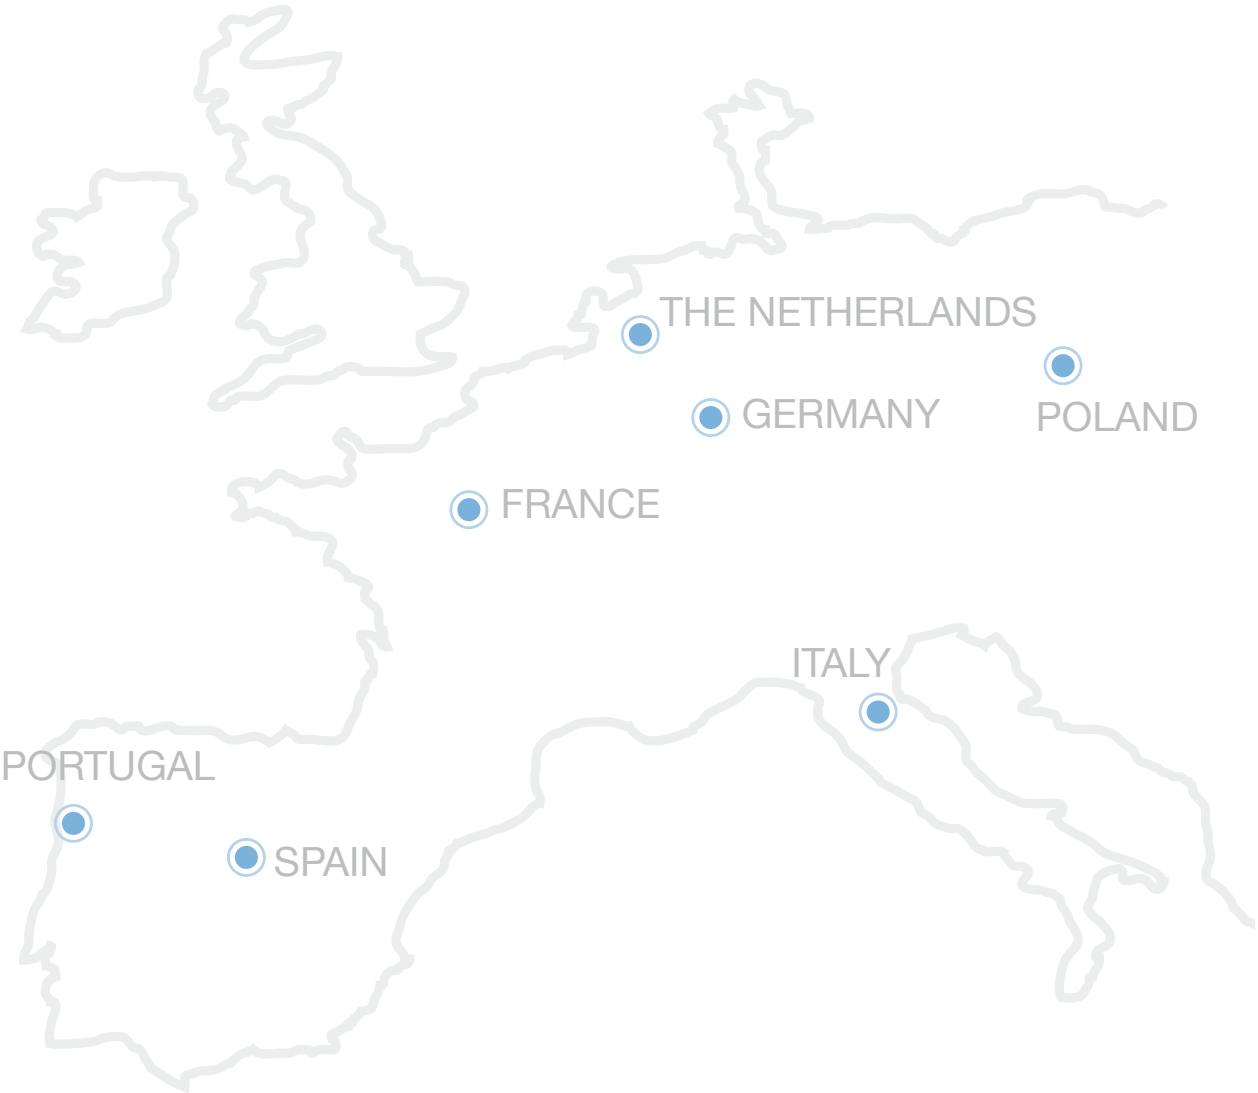 THE NETHERLANDS
GERMANY
POLAND
FRANCE
ITALY
PORTUGAL
SPAIN